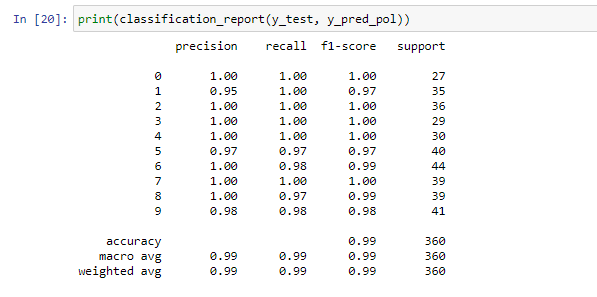 In [20]: print(classification_report(y_test, y_pred_pol))
precision recall f1-score support
0 1.00 1.00 1.00 27
1 0.95 1.00 0.97 35
2 1.00 1.00 1.00 36
3 1.00 1.00 1.00 29
4 1.00 1.00 1.00 30
5 0.97 0.97 0.97 40
6 1.00 0.98 0.99 44
7 1.00 1.00 1.00 39
8 1.00 0.97 0.99 39
9 0.98 0.98 0.98 41
accuracy 0.99 360
macro avg 0.99 0.99 0.99 360
weighted avg 0.99 0.99 0.99 360